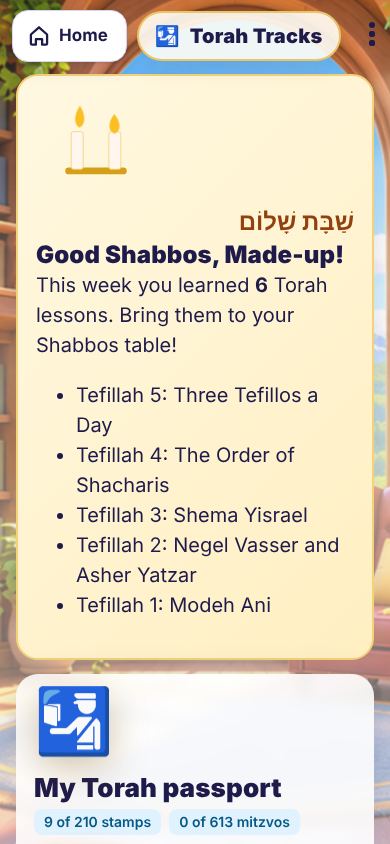 Home
Torah Tracks
שַׁבָּת שָׁלוֹם
Good Shabbos, Made-up!
This week you learned 6 Torah
lessons. Bring them to your
Shabbos table!
• Tefillah 5: Three Tefillos a
Day
• Tefillah 4: The Order of
Shacharis
• Tefillah 3: Shema Yisrael
• Tefillah 2: Negel Vasser and
Asher Yatzar
• Tefillah 1: Modeh Ani
My Torah passport
9 of 210 stamps
0 of 613 mitzvos